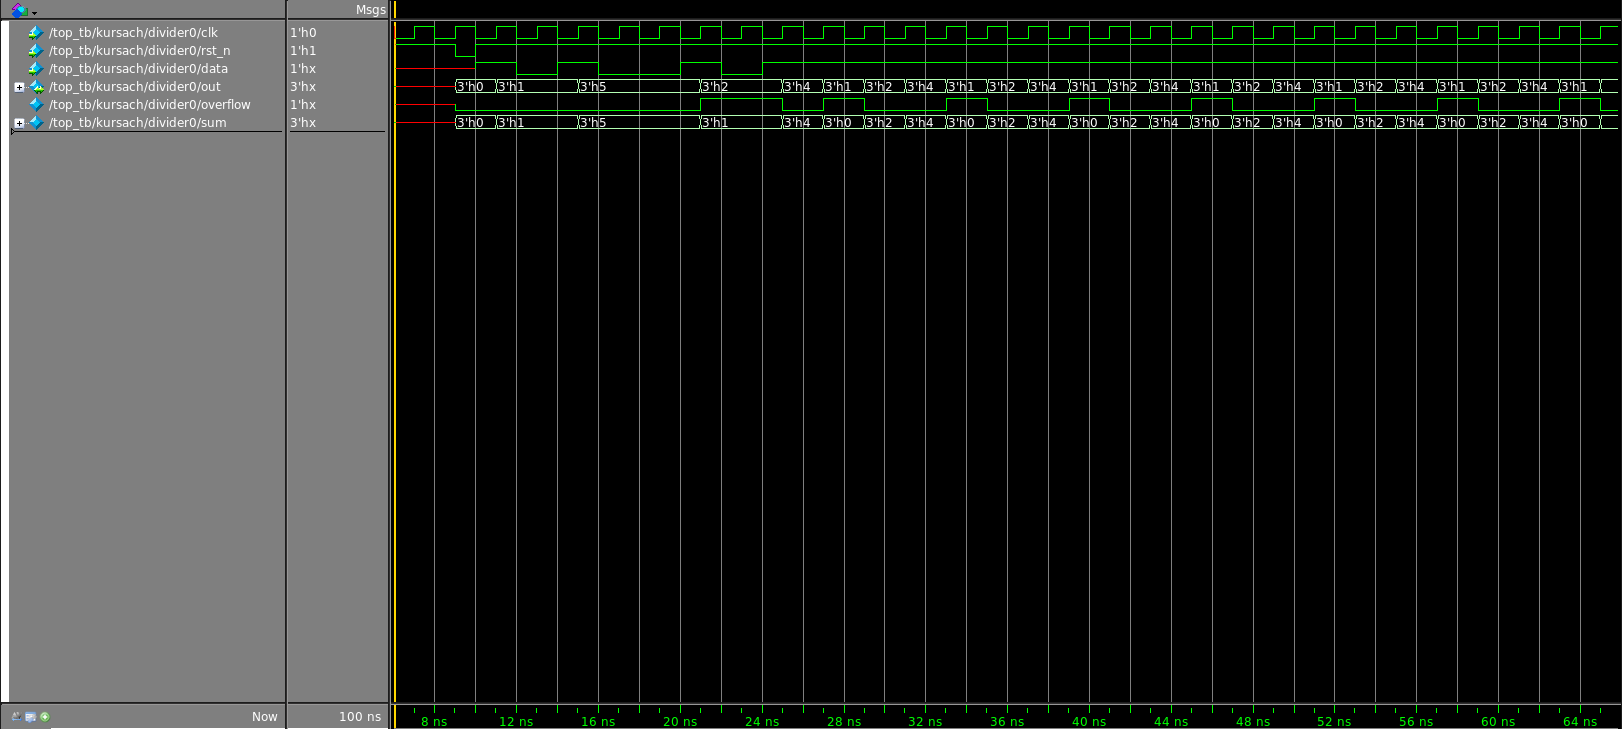 Msgs
/top_tb/kursach/divider0/clk 1'h0
/top_tb/kursach/divider0/rst_n 1'h1
/top_tb/kursach/divider0/data 1'hx
/top_tb/kursach/divider0/out 3'hx 3'h0 3'h1 3'h5 3'h2 3'h4 3'h1 3'h2 3'h4 3'h1 3'h2 3'h4 3'h1 3'h2 3'h4 3'h1 3'h2 3'h4 3'h1 3'h2 3'h4 3'h1 3'h2 3'h4 3'h1
/top_tb/kursach/divider0/overflow 1'hx
/top_tb/kursach/divider0/sum 3'hx 3'h0 3'h1 3'h5 3'h1 3'h4 3'h0 3'h2 3'h4 3'h0 3'h2 3'h4 3'h0 3'h2 3'h4 3'h0 3'h2 3'h4 3'h0 3'h2 3'h4 3'h0 3'h2 3'h4 3'h0
Now 100 ns 8 ns 12 ns 16 ns 20 ns 24 ns 28 ns 32 ns 36 ns 40 ns 44 ns 48 ns 52 ns 56 ns 60 ns 64 ns